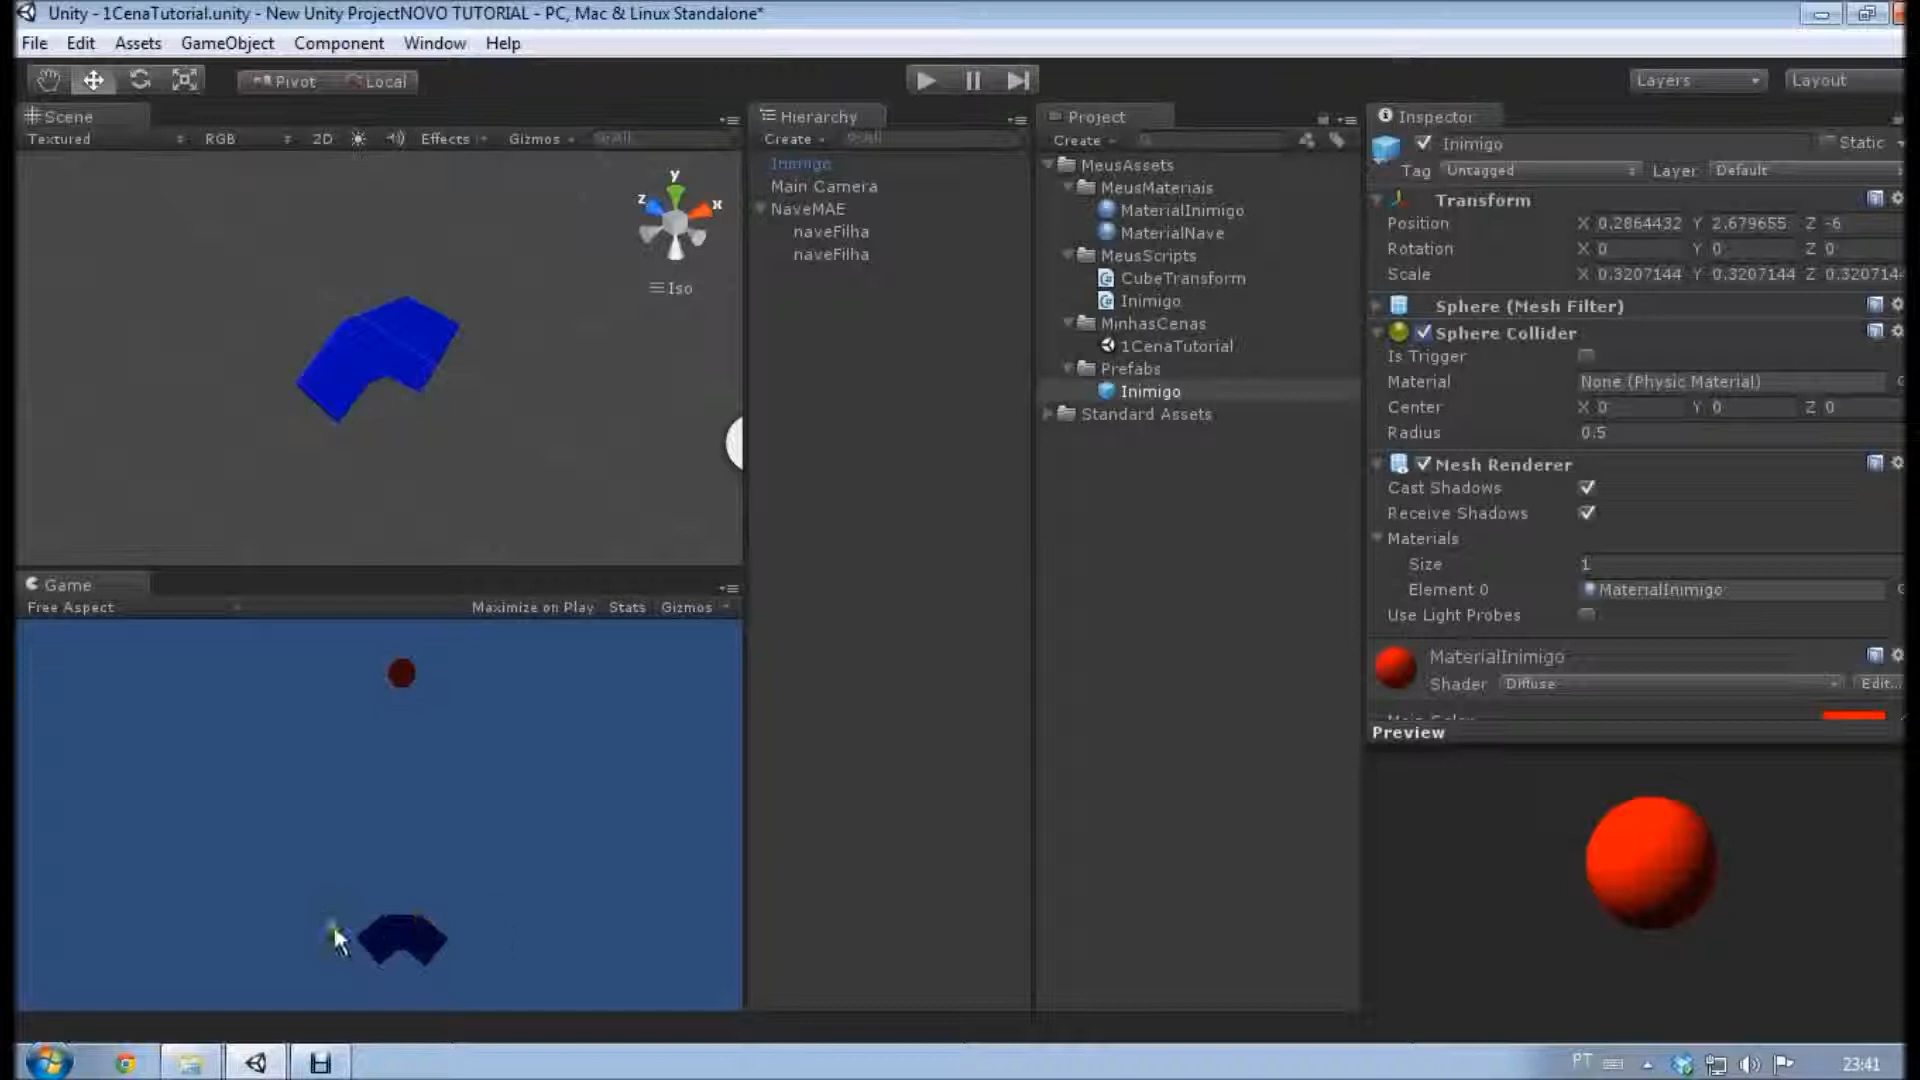 Unity - 1CenaTutorial.unity - New Unity ProjectNOVO TUTORIAL - PC, Mac & Linux Standalone*
File Edit Assets GameObject Component Window Help
Pivot Local Layers Layout
Scene
Textured RGB 2D Effects Gizmos All
Hierarchy
Create All
Inimigo
Main Camera
NaveMAE
naveFilha
naveFilha
Project
Create
MeusAssets
MeusMateriais
MaterialInimigo
MaterialNave
MeusScripts
CubeTransform
Inimigo
MinhasCenas
1CenaTutorial
Prefabs
Inimigo
Standard Assets
Inspector
Inimigo Static
Tag Untagged Layer Default
Transform
Position X 0.2864432 Y 2.679655 Z -6
Rotation X 0 Y 0 Z 0
Scale X 0.3207144 Y 0.3207144 Z 0.3207144
Sphere (Mesh Filter)
Sphere Collider
Is Trigger
Material None (Physic Material)
Center X 0 Y 0 Z 0
Radius 0.5
Mesh Renderer
Cast Shadows
Receive Shadows
Materials
Size 1
Element 0 MaterialInimigo
Use Light Probes
MaterialInimigo
Shader Diffuse Edit...
Preview
x
y
z
Iso
Game
Free Aspect Maximize on Play Stats Gizmos
PT 23:41